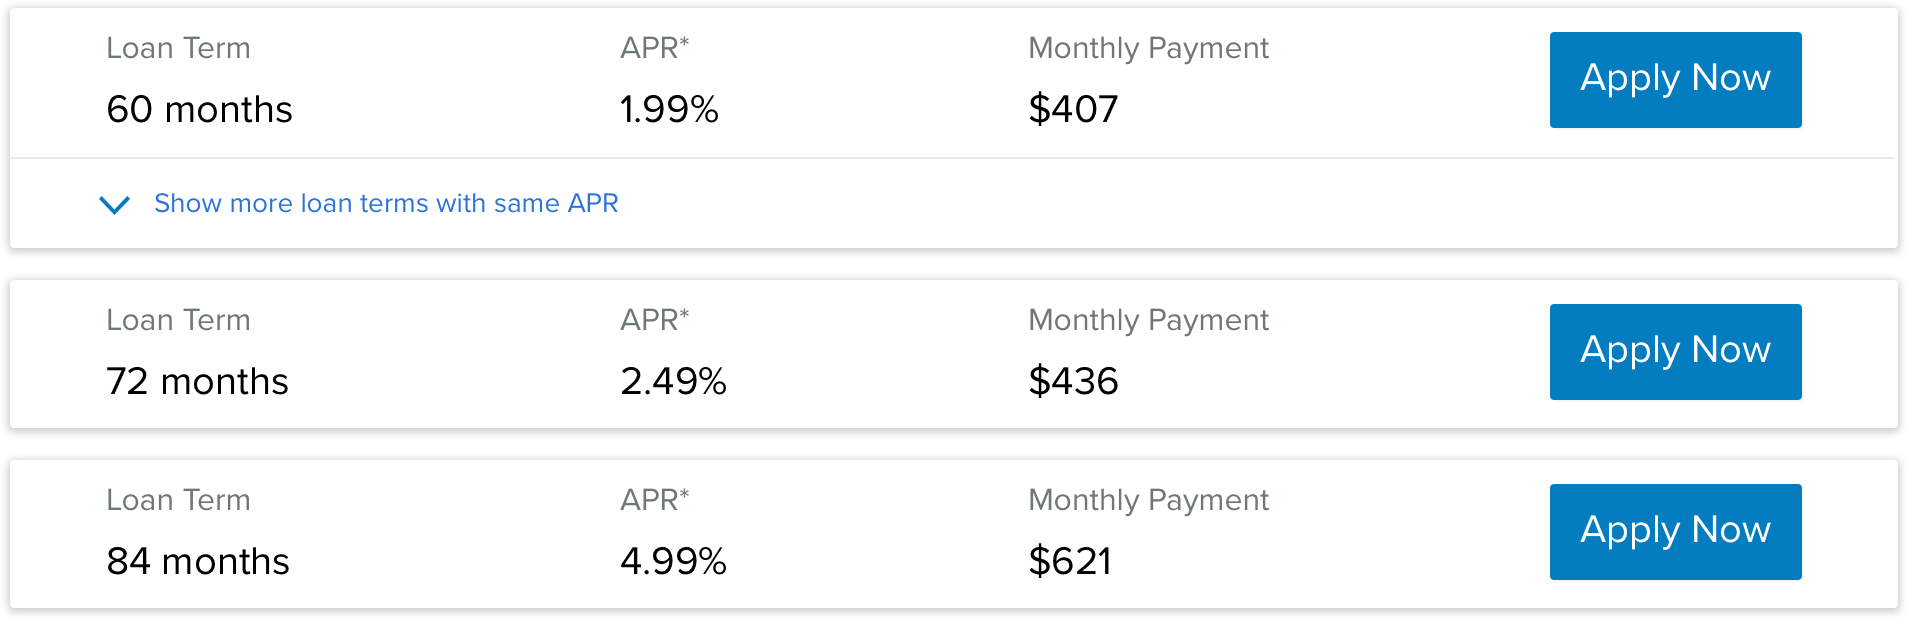 Loan Term APR* Monthly Payment
60 months 1.99% $407 Apply Now
Show more loan terms with same APR
Loan Term APR* Monthly Payment
72 months 2.49% $436 Apply Now
Loan Term APR* Monthly Payment
84 months 4.99% $621 Apply Now